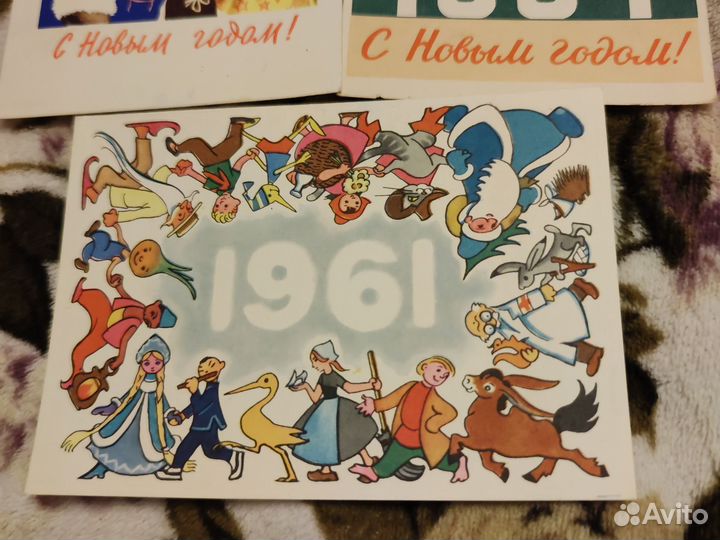 С Новым годом!
С Новым годом!
1961
Avito